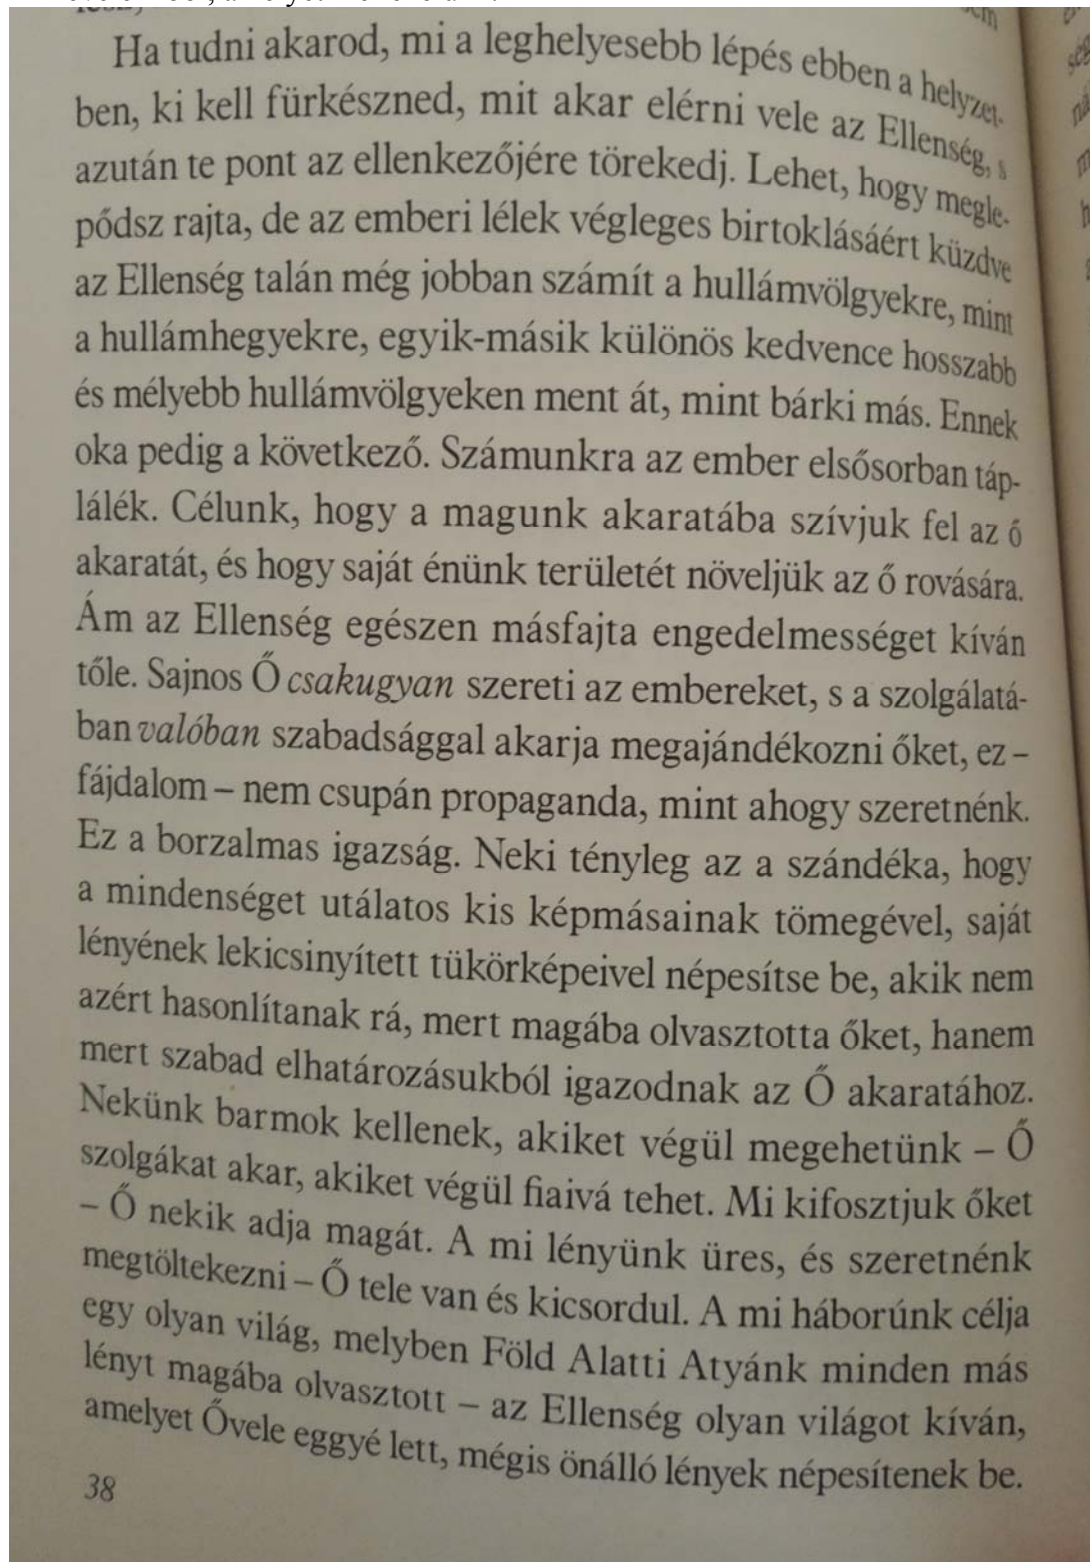 Ha tudni akarod, mi a leghelyesebb lépés ebben a helyzet-
ben, ki kell fürkészned, mit akar elérni vele az Ellenség, s
azután te pont az ellenkezőjére törekedj. Lehet, hogy megle-
pődsz rajta, de az emberi lélek végleges birtoklásáért küzdve
az Ellenség talán még jobban számít a hullámvölgyekre, mint
a hullámhegyekre, egyik-másik különös kedvence hosszabb
és mélyebb hullámvölgyeken ment át, mint bárki más. Ennek
oka pedig a következő. Számunkra az ember elsősorban táp-
lálék. Célunk, hogy a magunk akaratába szívjuk fel az ő
akaratát, és hogy saját énünk területét növeljük az ő rovására.
Ám az Ellenség egészen másfajta engedelmességet kíván
tőle. Sajnos Ő csakugyan szereti az embereket, s a szolgálatá-
ban valóban szabadsággal akarja megajándékozni őket, ez –
fájdalom – nem csupán propaganda, mint ahogy szeretnénk.
Ez a borzalmas igazság. Neki tényleg az a szándéka, hogy
a mindenséget utálatos kis képmásainak tömegével, saját
lényének lekicsinyített tükörképeivel népesítse be, akik nem
azért hasonlítanak rá, mert magába olvasztotta őket, hanem
mert szabad elhatározásukból igazodnak az Ő akaratához.
Nekünk barmok kellenek, akiket végül megehetünk – Ő
szolgákat akar, akiket végül fiaivá tehet. Mi kifosztjuk őket
– Ő nekik adja magát. A mi lényünk üres, és szeretnénk
megtöltekezni – Ő tele van és kicsordul. A mi háborúnk célja
egy olyan világ, melyben Föld Alatti Atyánk minden más
lényt magába olvasztott – az Ellenség olyan világot kíván,
amelyet Ővele eggyé lett, mégis önálló lények népesítenek be.
38